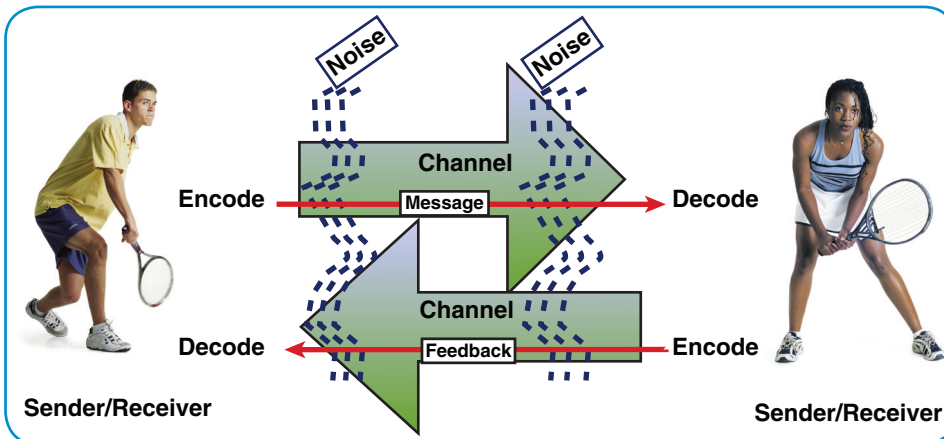 Noise
Noise
Channel
Encode
Message
Decode
Channel
Decode
Feedback
Encode
Sender/Receiver
Sender/Receiver